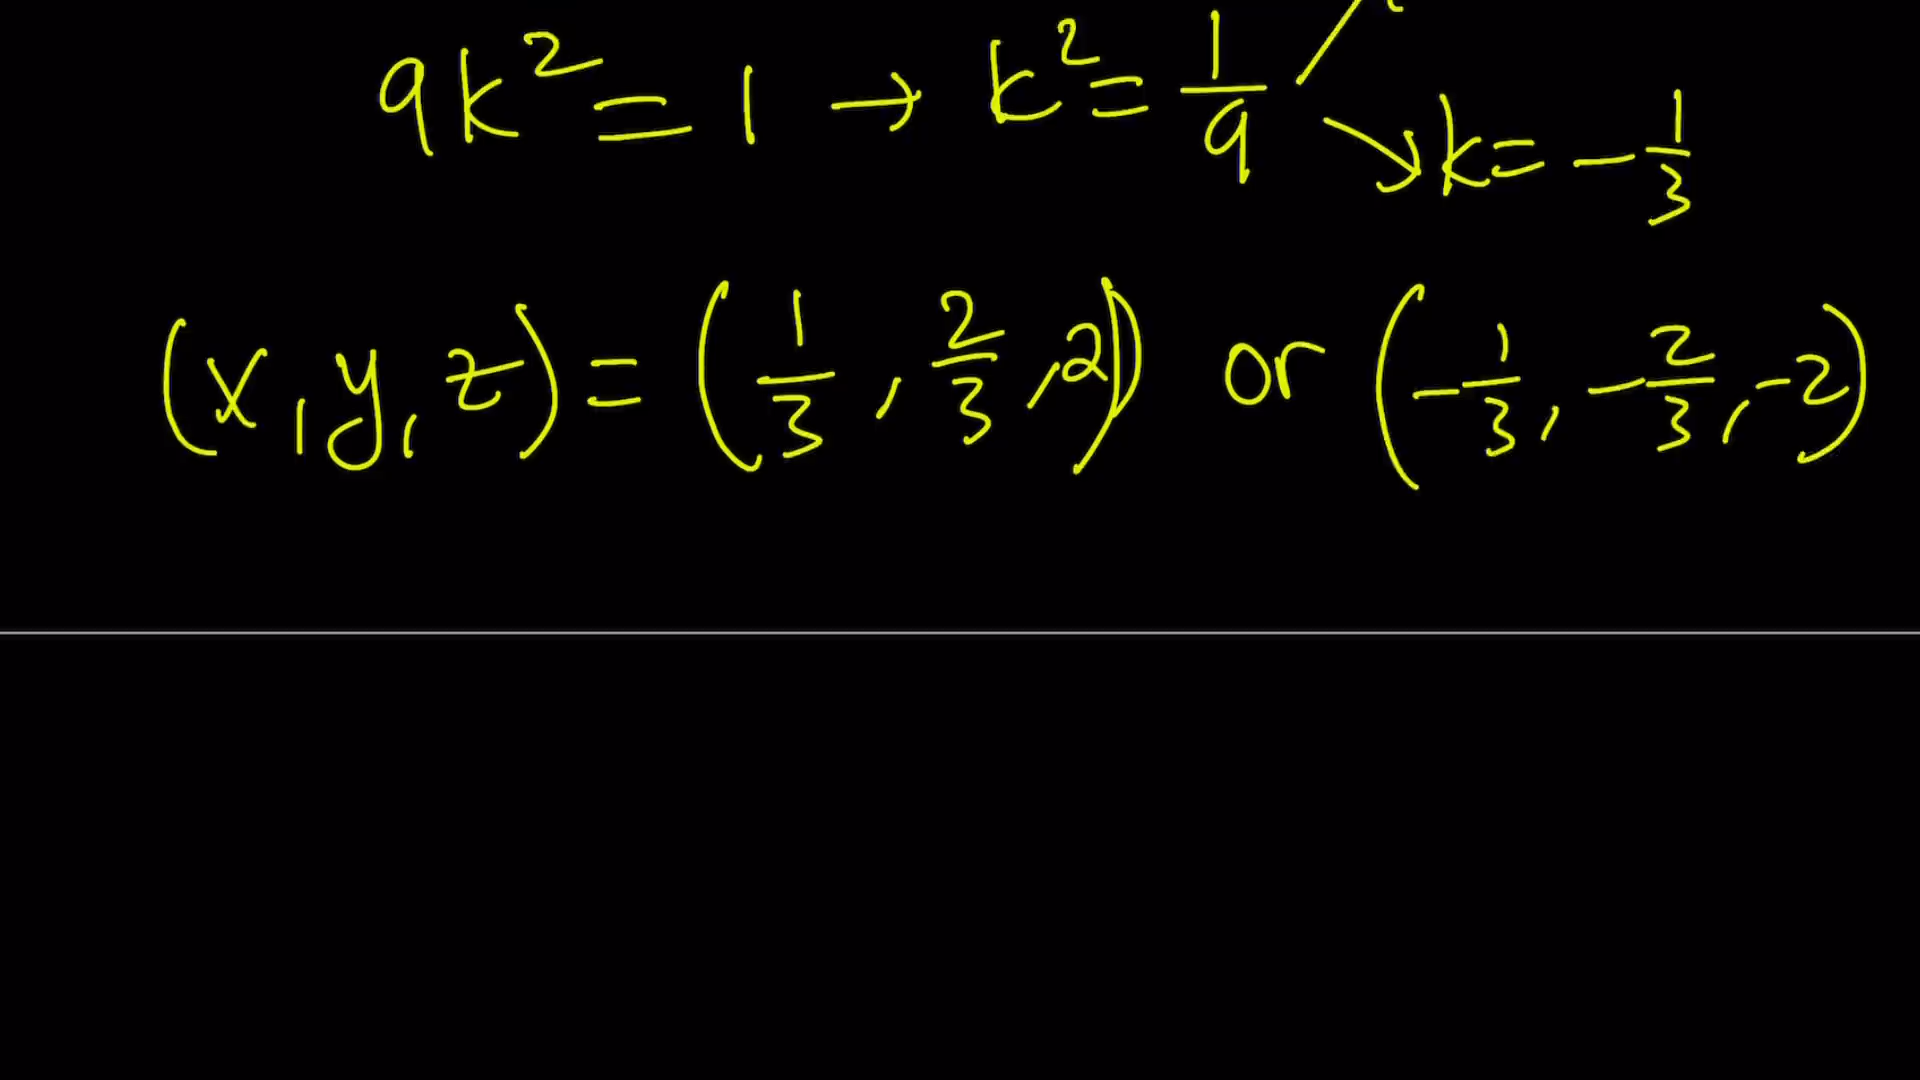 9k² = 1 → k² = 1/9 ↘ k = -1/3
(x, y, z) = (1/3, 2/3, 2) or (-1/3, -2/3, -2)